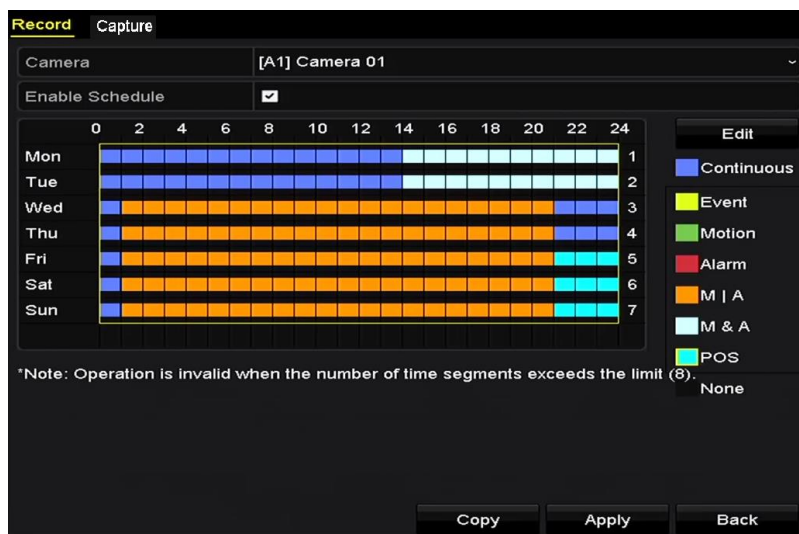 Record Capture
Camera [A1] Camera 01
Enable Schedule
0 2 4 6 8 10 12 14 16 18 20 22 24
Edit
Mon 1
Continuous
Tue 2
Wed 3
Event
Thu 4
Motion
Fri 5
Alarm
Sat 6
M | A
Sun 7
M & A
POS
*Note: Operation is invalid when the number of time segments exceeds the limit (8).
None
Copy Apply Back